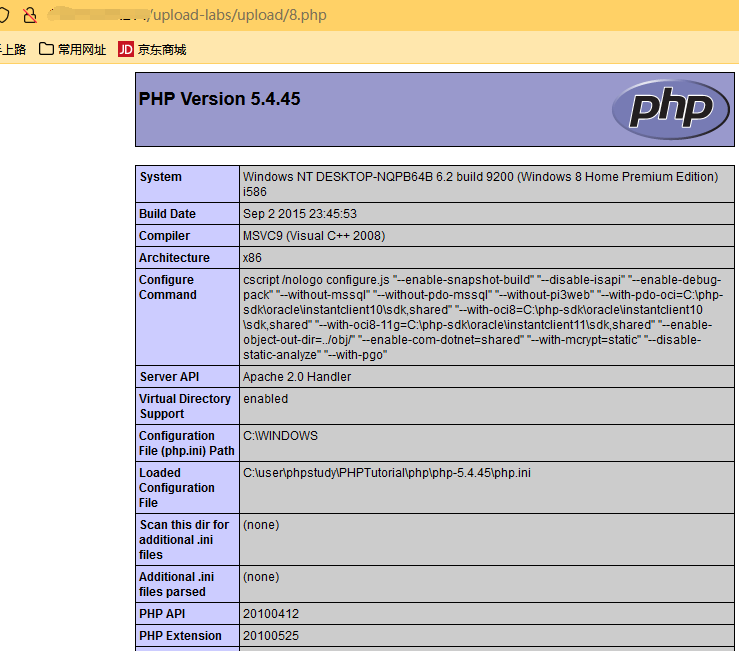 /upload-labs/upload/8.php
上路 常用网址 JD 京东商城
PHP Version 5.4.45
php
System
Windows NT DESKTOP-NQPB64B 6.2 build 9200 (Windows 8 Home Premium Edition)
i586
Build Date
Sep 2 2015 23:45:53
Compiler
MSVC9 (Visual C++ 2008)
Architecture
x86
Configure
Command
cscript /nologo configure.js "--enable-snapshot-build" "--disable-isapi" "--enable-debug-
pack" "--without-mssql" "--without-pdo-mssql" "--without-pi3web" "--with-pdo-oci=C:\php-
sdk\oracle\instantclient10\sdk,shared" "--with-oci8=C:\php-sdk\oracle\instantclient10
\sdk,shared" "--with-oci8-11g=C:\php-sdk\oracle\instantclient11\sdk,shared" "--enable-
object-out-dir=../obj/" "--enable-com-dotnet=shared" "--with-mcrypt=static" "--disable-
static-analyze" "--with-pgo"
Server API
Apache 2.0 Handler
Virtual Directory
Support
enabled
Configuration
File (php.ini) Path
C:\WINDOWS
Loaded
Configuration
File
C:\user\phpstudy\PHPTutorial\php\php-5.4.45\php.ini
Scan this dir for
additional .ini
files
(none)
Additional .ini
files parsed
(none)
PHP API
20100412
PHP Extension
20100525